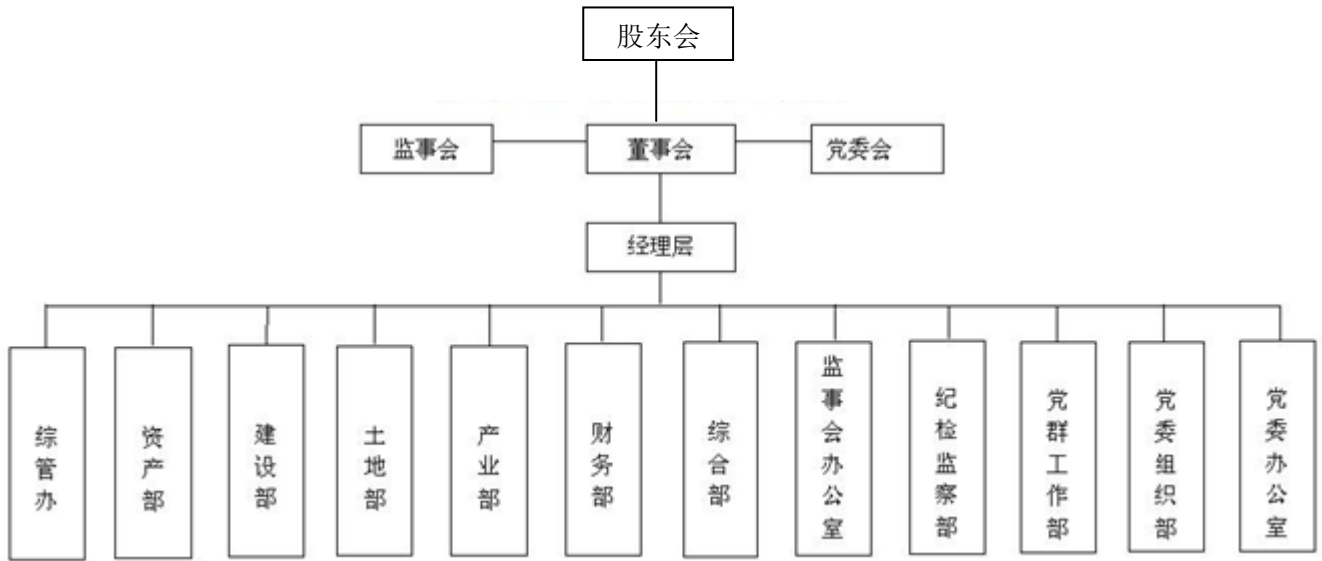 股东会
监事会
董事会
党委会
经理层
综管办
资产部
建设部
土地部
产业部
财务部
综合部
监事会办公室
纪检监察部
党群工作部
党委组织部
党委办公室